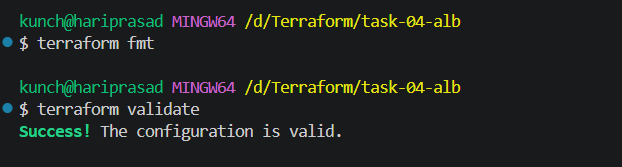 kunch@hariprasad MINGW64 /d/Terraform/task-04-alb
$ terraform fmt
kunch@hariprasad MINGW64 /d/Terraform/task-04-alb
$ terraform validate
Success! The configuration is valid.